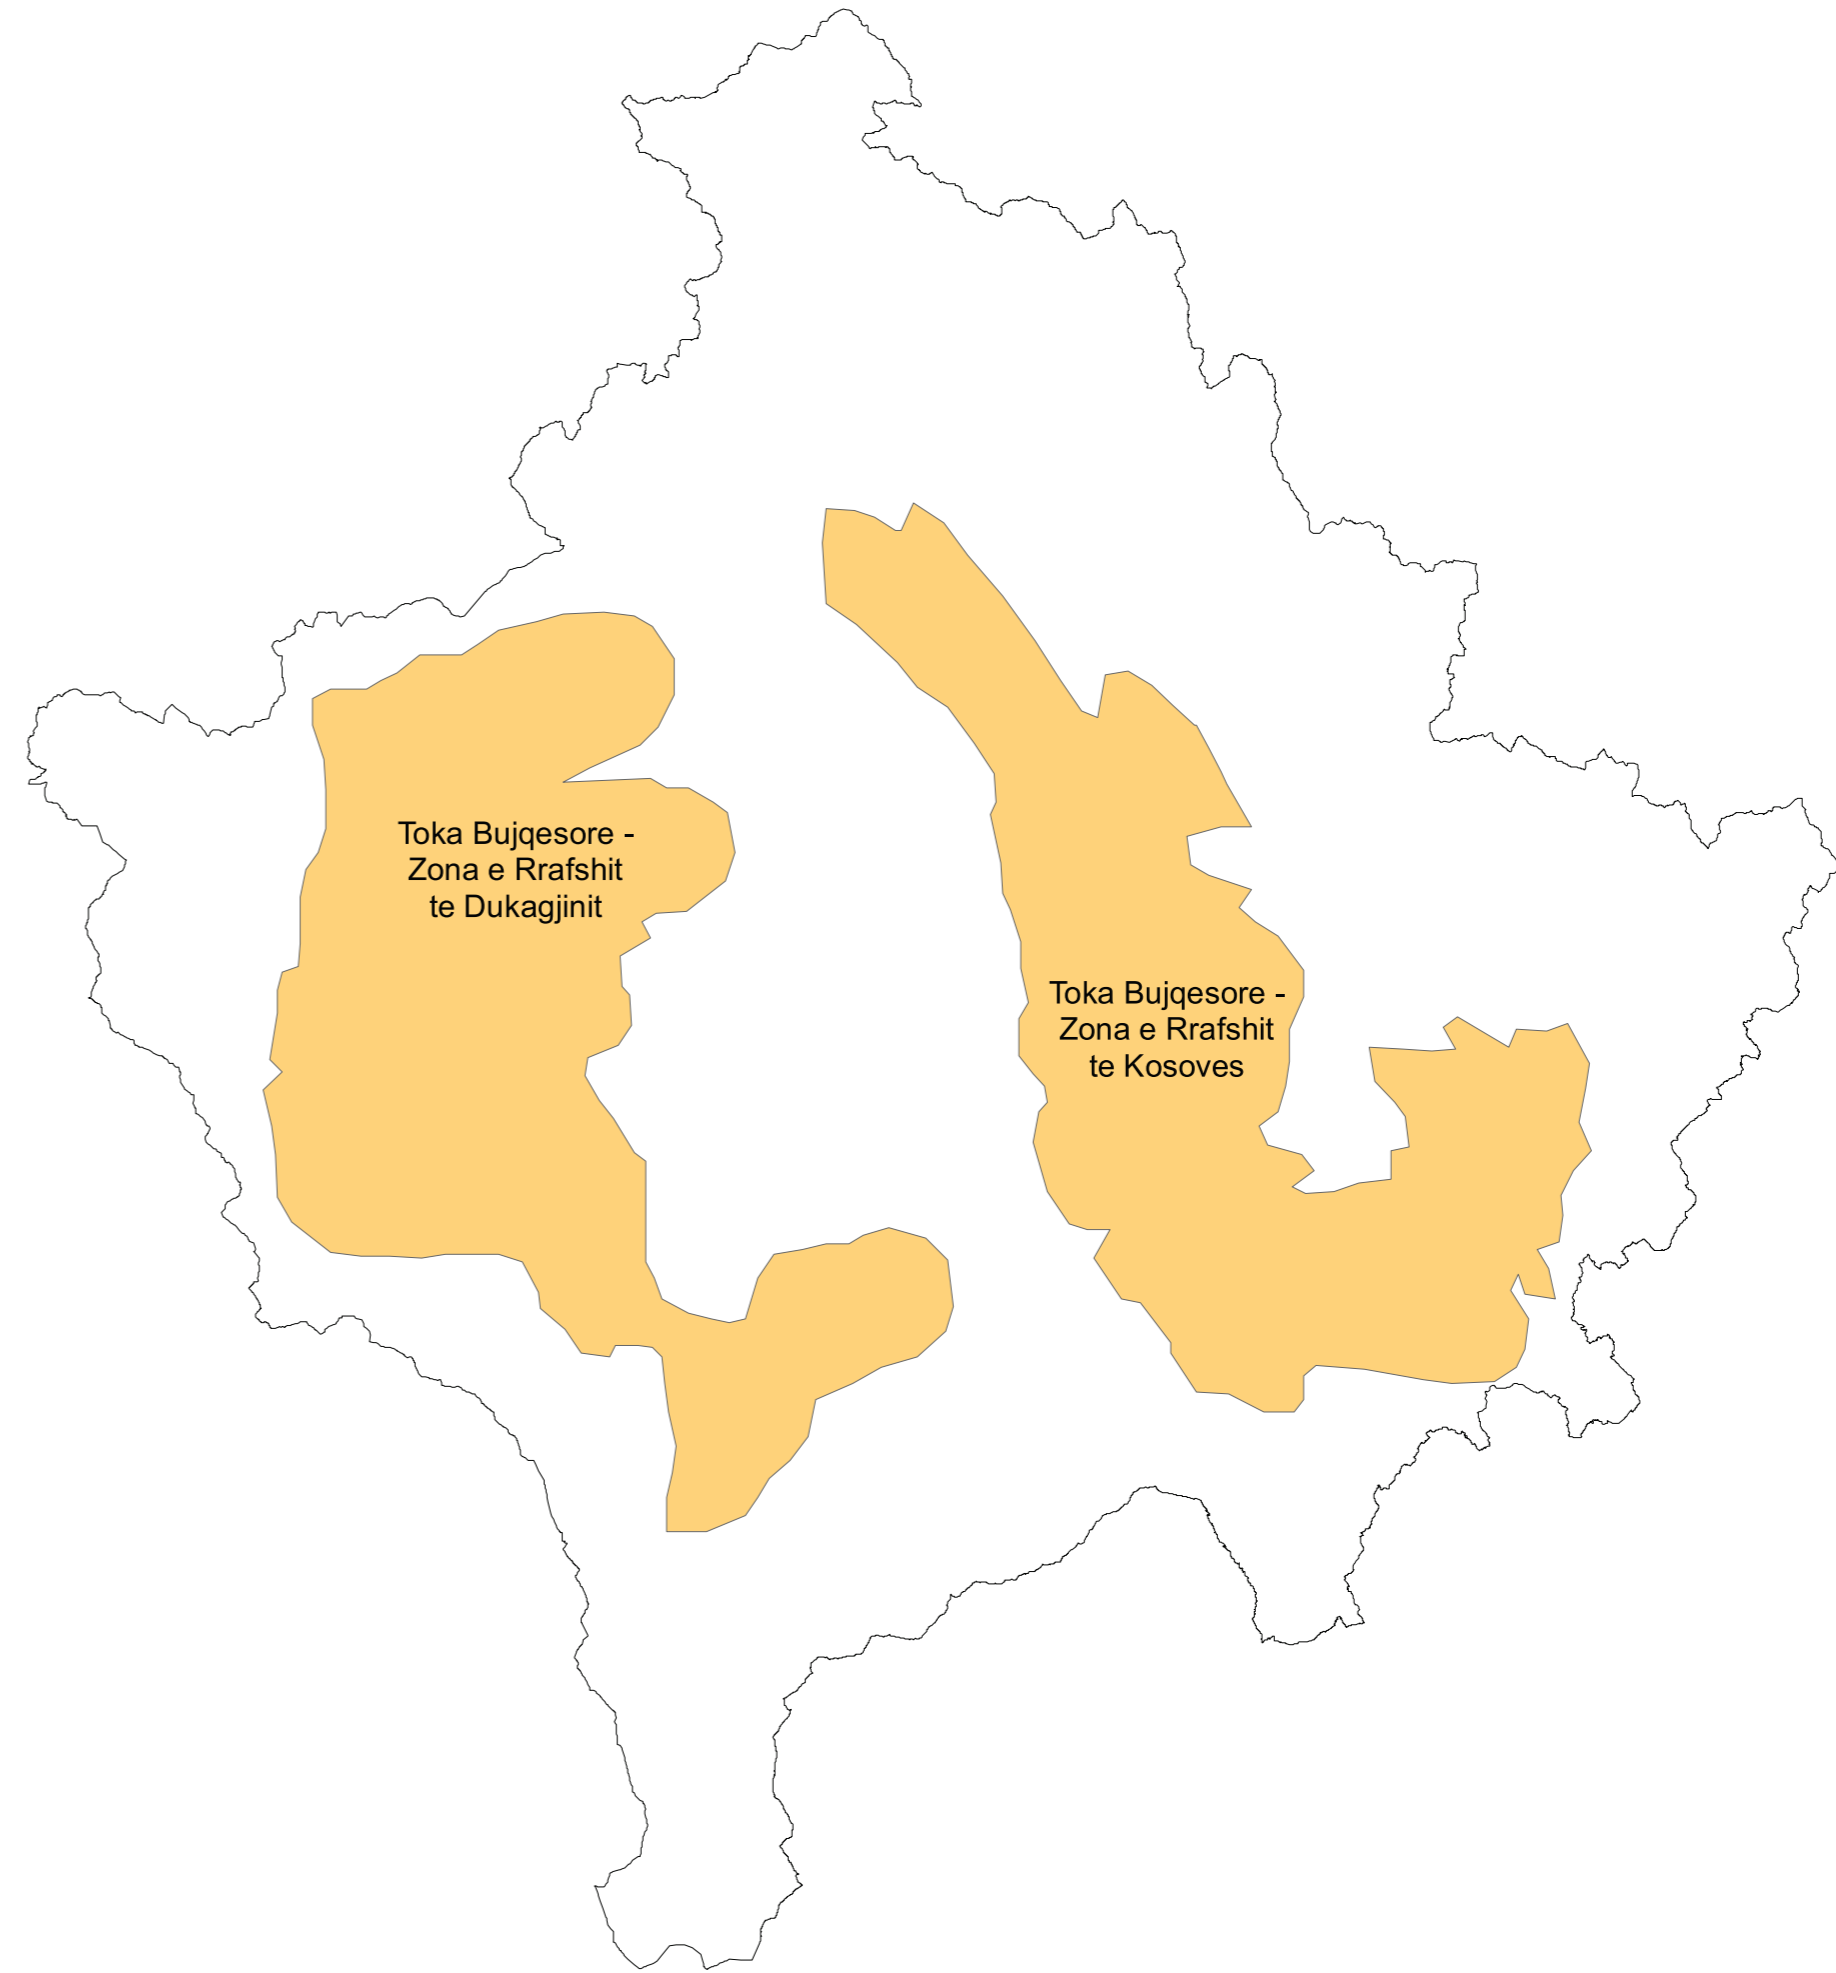 Toka Bujqesore -
Zona e Rrafshit
te Dukagjinit
Toka Bujqesore -
Zona e Rrafshit
te Kosoves